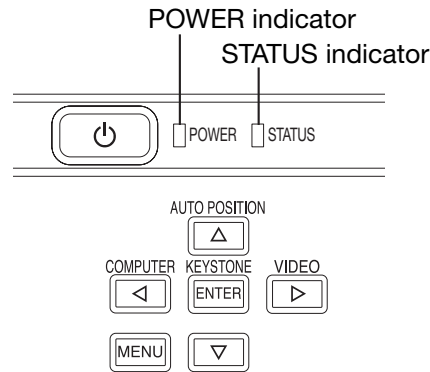 POWER indicator
STATUS indicator
POWER
STATUS
AUTO POSITION
COMPUTER KEYSTONE VIDEO
ENTER
MENU